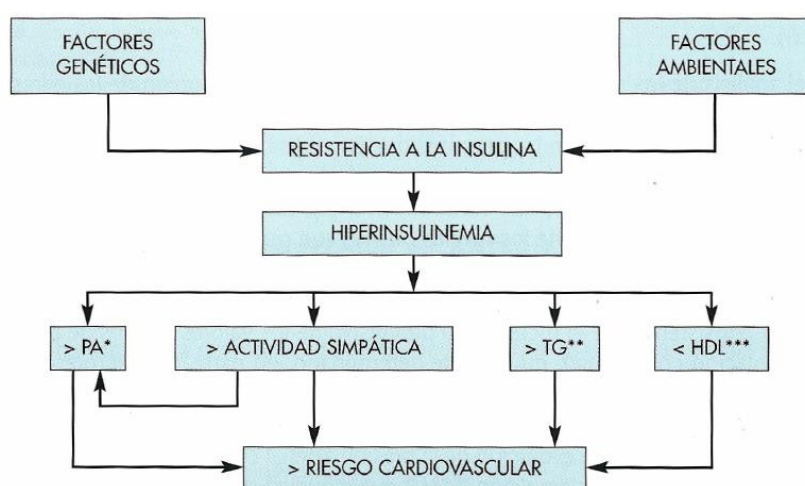 FACTORES
GENÉTICOS
FACTORES
AMBIENTALES
RESISTENCIA A LA INSULINA
HIPERINSULINEMIA
> PA*
> ACTIVIDAD SIMPÁTICA
> TG**
< HDL***
> RIESGO CARDIOVASCULAR